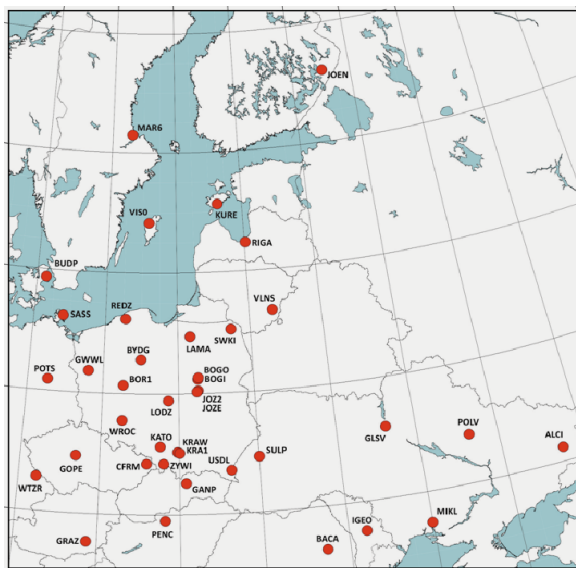 JOEN
MAR6
VIS0
KURE
RIGA
BUDP
SASS
REDZ
VLNS
SWKI
LAMA
BYDG
GWWL
POTS
BOR1
BOGO
BOGI
JOZ2
JOZE
LODZ
WROC
KATO
KRAW
KRA1
GOPE
CFRM
ZYWI
USDL
SULP
GLSV
POLV
ALCI
WTZR
GANP
GRAZ
PENC
BACA
IGEO
MIKL